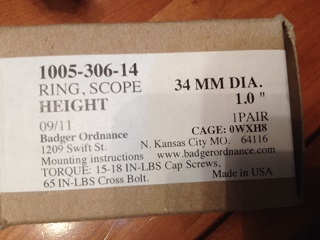 1005-306-14
RING, SCOPE 34 MM DIA.
HEIGHT 1.0 "
09/11 1PAIR
Badger Ordnance CAGE: 0WXH8
1209 Swift St. N. Kansas City MO. 64116
Mounting instructions www.badgerordnance.com
TORQUE: 15-18 IN-LBS Cap Screws,
65 IN-LBS Cross Bolt. Made in USA